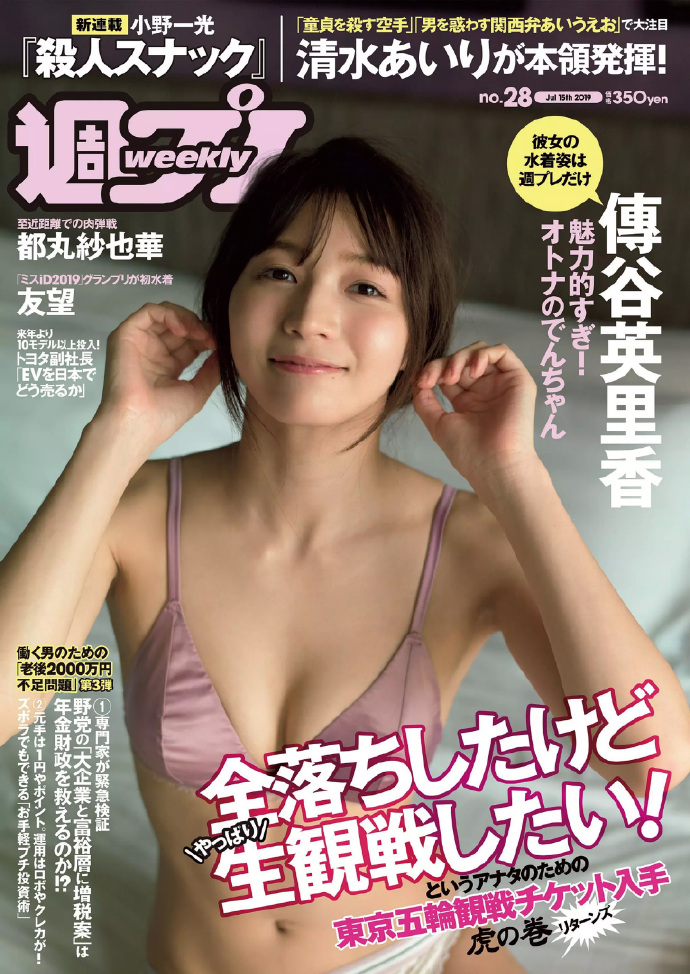 新連載 小野一光
『殺人スナック』
「童貞を殺す空手」「男を惑わす関西弁あいうえお」で大注目
清水あいりが本領発揮!
no.28 Jul 15th 2019 350yen
週プレ
weekly
彼女の
水着姿は
週プレだけ
傳谷英里香
魅力的すぎー!
オトナのでんちゃん
至近距離での肉弾戦
都丸紗也華
「ミスiD2019」グランプリが初水着
友望
来年より
10モデル以上投入!
トヨタ副社長
「EVを日本で
どう売るか」
働く男のための
「老後2000万円
不足問題」第3弾
①専門家が緊急検証
野党の「大企業と富裕層に増税案」は
年金財政を救えるのか!?
②元手は1円やポイント。運用はロボやクレカが!
ズボラでもできる「お手軽プチ投資術」
全落ちしたけど
やっぱり
生観戦したい!
というアナタのための
東京五輪観戦チケット入手
虎の巻 リターンズ